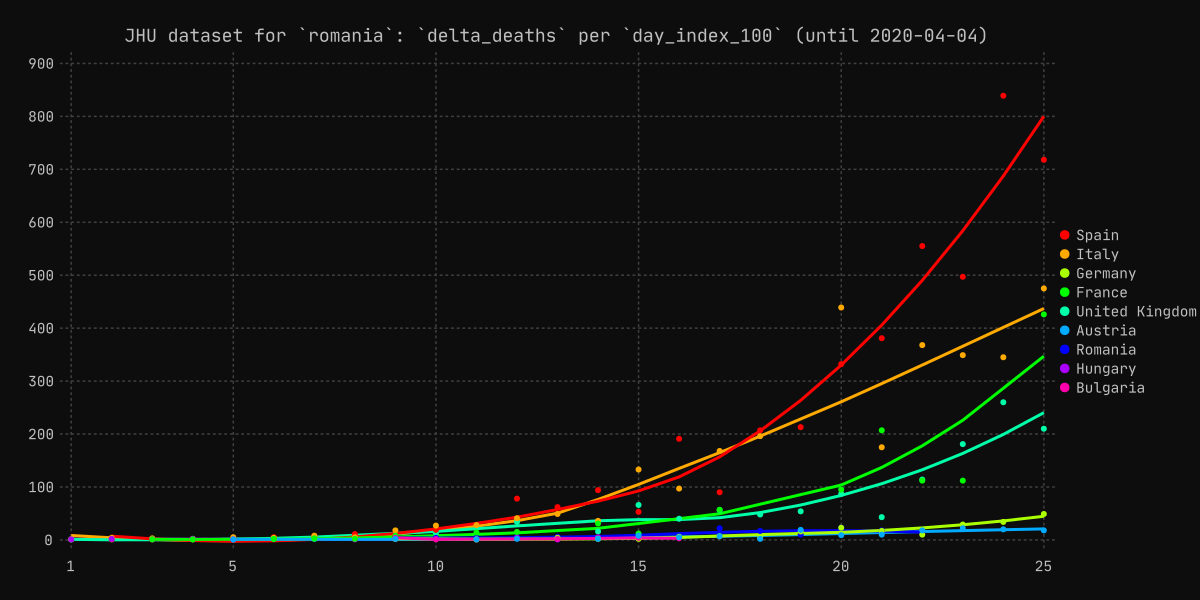 JHU dataset for `romania`: `delta_deaths` per `day_index_100` (until 2020-04-04)
900
800
700
600
500
400
300
200
100
0
1 5 10 15 20 25
Spain
Italy
Germany
France
United Kingdom
Austria
Romania
Hungary
Bulgaria